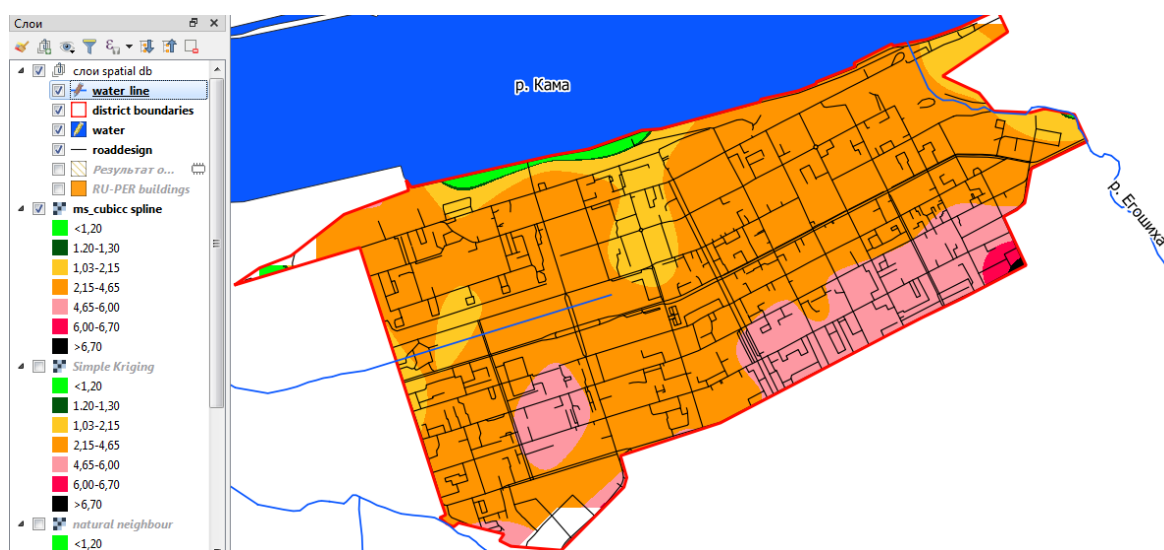 Слои
слои spatial db
water_line
district boundaries
water
roaddesign
Результат о...
RU-PER buildings
ms_cubicc spline
<1,20
1.20-1,30
1,03-2,15
2,15-4,65
4,65-6,00
6,00-6,70
>6,70
Simple Kriging
<1,20
1.20-1,30
1,03-2,15
2,15-4,65
4,65-6,00
6,00-6,70
>6,70
natural neighbour
<1,20
р. Кама
р. Егошиха